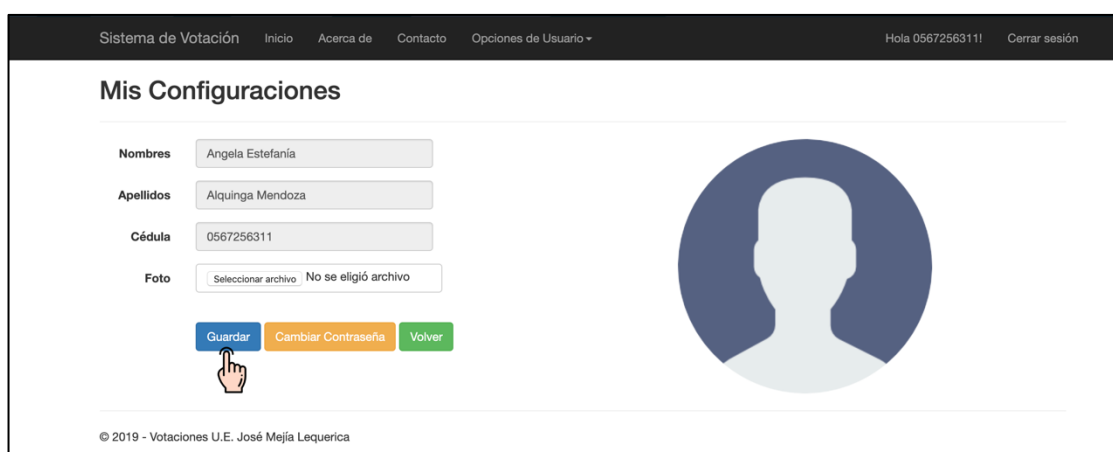 Sistema de Votación Inicio Acerca de Contacto Opciones de Usuario Hola 0567256311! Cerrar sesión
Mis Configuraciones
Nombres Angela Estefanía
Apellidos Alquinga Mendoza
Cédula 0567256311
Foto Seleccionar archivo No se eligió archivo
Guardar Cambiar Contraseña Volver
© 2019 - Votaciones U.E. José Mejía Lequerica